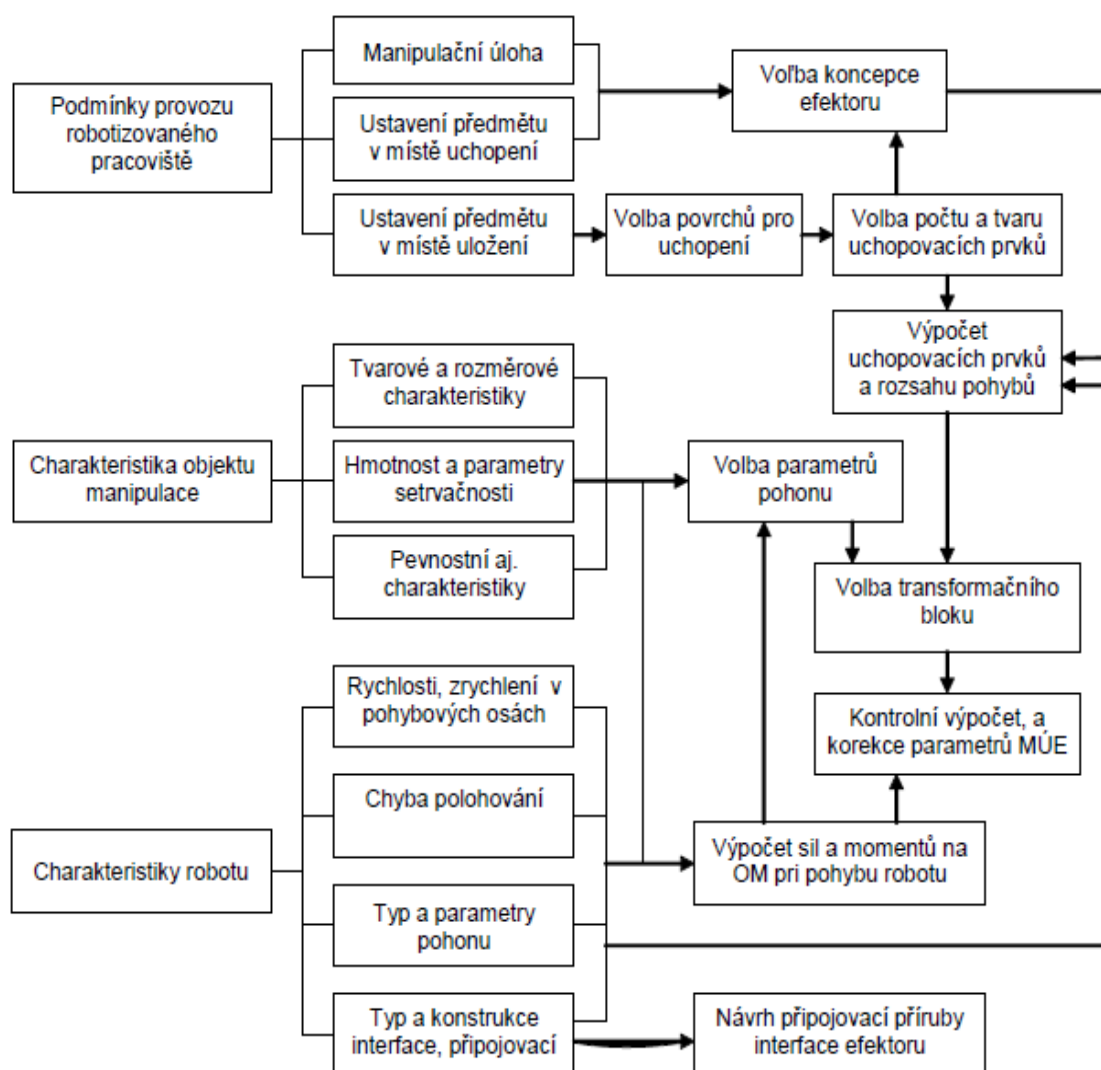 Manipulační úloha
Voľba koncepce
efektoru
Podmínky provozu
robotizovaného
pracoviště
Ustavení předmětu
v místě uchopení
Ustavení předmětu
v místě uložení
Volba povrchů pro
uchopení
Volba počtu a tvaru
uchopovacích prvků
Výpočet
uchopovacích prvků
a rozsahu pohybů
Tvarové a rozměrové
charakteristiky
Charakteristika objektu
manipulace
Hmotnost a parametry
setrvačnosti
Volba parametrů
pohonu
Pevnostní aj.
charakteristiky
Volba transformačního
bloku
Rychlosti, zrychlení v
pohybových osách
Kontrolní výpočet, a
korekce parametrů MÚE
Chyba polohování
Charakteristiky robotu
Výpočet sil a momentů na
OM pri pohybu robotu
Typ a parametry
pohonu
Typ a konstrukce
interface, připojovací
Návrh připojovací příruby
interface efektoru